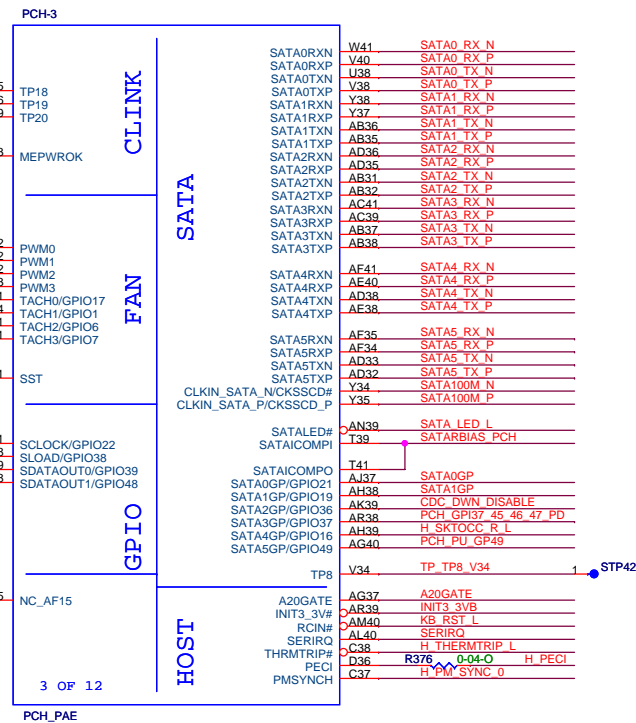 PCH-3
CLINK
FAN
GPIO
SATA
HOST
TP18
TP19
TP20
MEPWROK
PWM0
PWM1
PWM2
PWM3
TACH0/GPIO17
TACH1/GPIO1
TACH2/GPIO6
TACH3/GPIO7
SST
SCLOCK/GPIO22
SLOAD/GPIO38
SDATAOUT0/GPIO39
SDATAOUT1/GPIO48
NC_AF15
SATA0RXN W41 SATA0_RX_N
SATA0RXP V40 SATA0_RX_P
SATA0TXN U38 SATA0_TX_N
SATA0TXP V38 SATA0_TX_P
SATA1RXN Y38 SATA1_RX_N
SATA1RXP Y37 SATA1_RX_P
SATA1TXN AB36 SATA1_TX_N
SATA1TXP AB35 SATA1_TX_P
SATA2RXN AD36 SATA2_RX_N
SATA2RXP AD35 SATA2_RX_P
SATA2TXN AB31 SATA2_TX_N
SATA2TXP AB32 SATA2_TX_P
SATA3RXN AC41 SATA3_RX_N
SATA3RXP AC39 SATA3_RX_P
SATA3TXN AB37 SATA3_TX_N
SATA3TXP AB38 SATA3_TX_P
SATA4RXN AF41 SATA4_RX_N
SATA4RXP AE40 SATA4_RX_P
SATA4TXN AD38 SATA4_TX_N
SATA4TXP AE38 SATA4_TX_P
SATA5RXN AF35 SATA5_RX_N
SATA5RXP AF34 SATA5_RX_P
SATA5TXN AD33 SATA5_TX_N
SATA5TXP AD32 SATA5_TX_P
CLKIN_SATA_N/CKSSCD# Y34 SATA100M_N
CLKIN_SATA_P/CKSSCD_P Y35 SATA100M_P
SATALED# AN39 SATA_LED_L
SATAICOMPI T39 SATARBIAS_PCH
SATAICOMPO T41
SATA0GP/GPIO21 AJ37 SATA0GP
SATA1GP/GPIO19 AH38 SATA1GP
SATA2GP/GPIO36 AK39 CDC_DWN_DISABLE
SATA3GP/GPIO37 AR38 PCH_GPI37_45_46_47_PD
SATA4GP/GPIO16 AH39 H_SKTOCC_R_L
SATA5GP/GPIO49 AG40 PCH_PU_GP49
TP8 V34 TP_TP8_V34 1 STP42
A20GATE AG37 A20GATE
INIT3_3V# AR39 INIT3_3VB
RCIN# AM40 KB_RST_L
SERIRQ AL40 SERIRQ
THRMTRIP# C38 H_THERMTRIP_L
PECI D36 R376 0-04-O H_PECI
PMSYNCH C37 H_PM_SYNC_0
3 OF 12
PCH_PAE